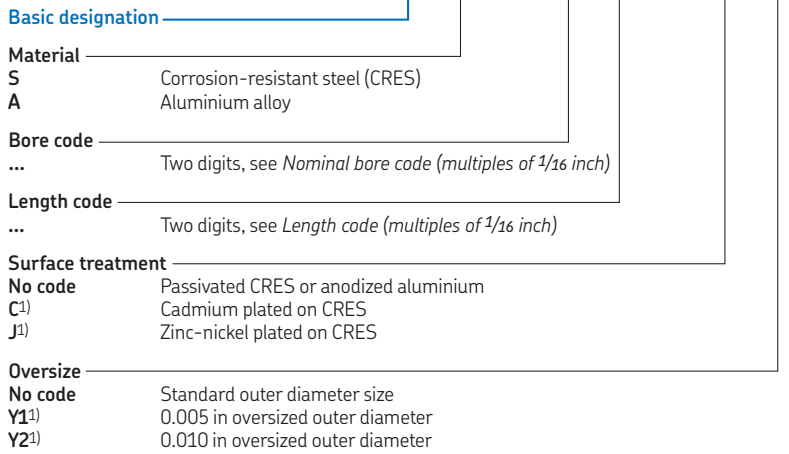 Basic designation
Material
S Corrosion-resistant steel (CRES)
A Aluminium alloy
Bore code
... Two digits, see Nominal bore code (multiples of 1/16 inch)
Length code
... Two digits, see Length code (multiples of 1/16 inch)
Surface treatment
No code Passivated CRES or anodized aluminium
C1) Cadmium plated on CRES
J1) Zinc-nickel plated on CRES
Oversize
No code Standard outer diameter size
Y11) 0.005 in oversized outer diameter
Y21) 0.010 in oversized outer diameter